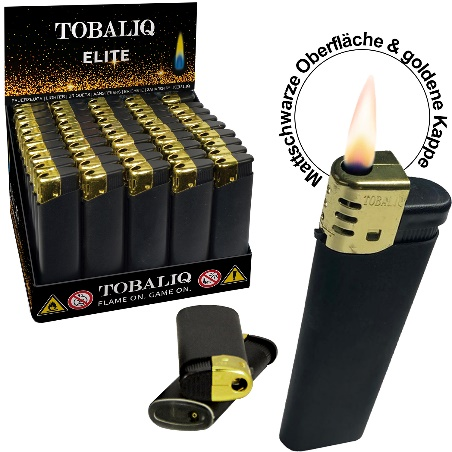 TOBALIQ
ELITE
Mattschwarze Oberfläche & goldene Kappe
TOBALIQ
TOBALIQ
FLAME ON. GAME ON.